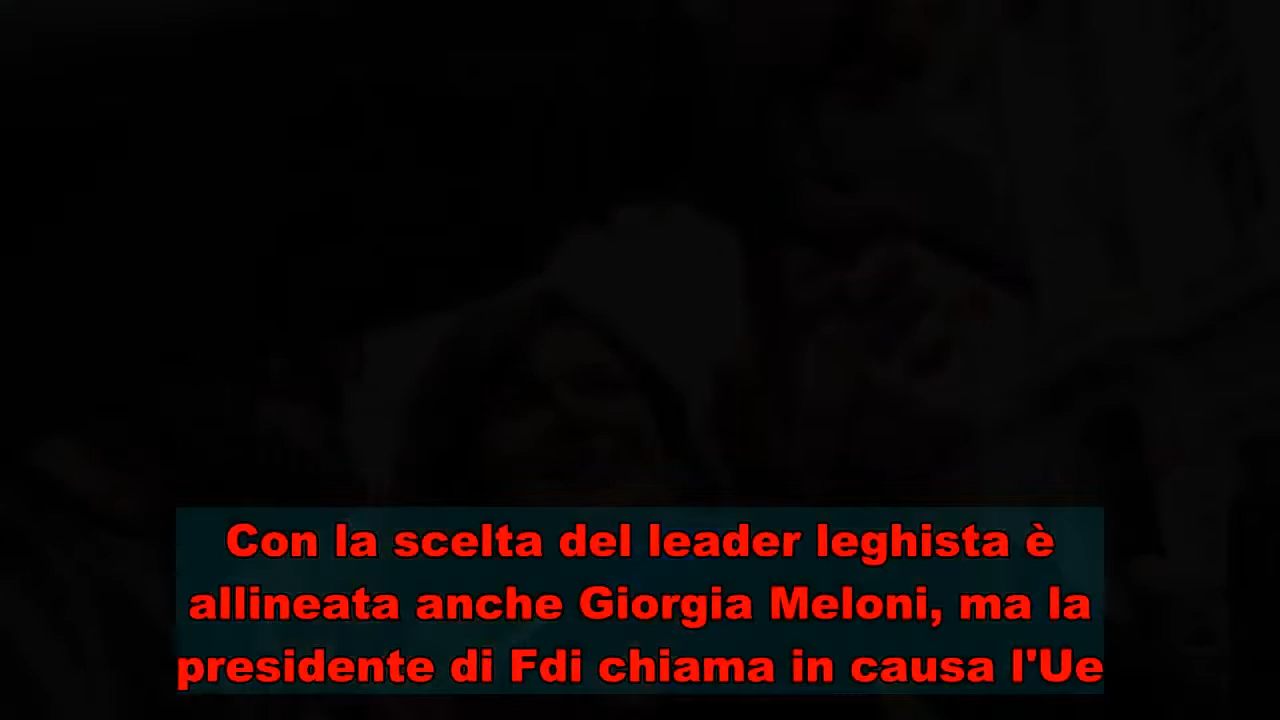 Con la scelta del leader leghista è
allineata anche Giorgia Meloni, ma la
presidente di Fdi chiama in causa l'Ue